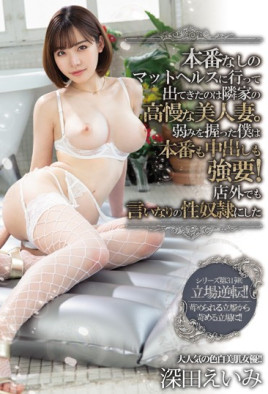 本番なしの
マットヘルスに行って
出てきたのは隣家の
高慢な美人妻。
弱みを握った僕は
本番も中出しも
強要!
店外でも
言いなりの性奴隷にした
立場逆転!!
大人気の色白美肌女優!!
深田えいみ